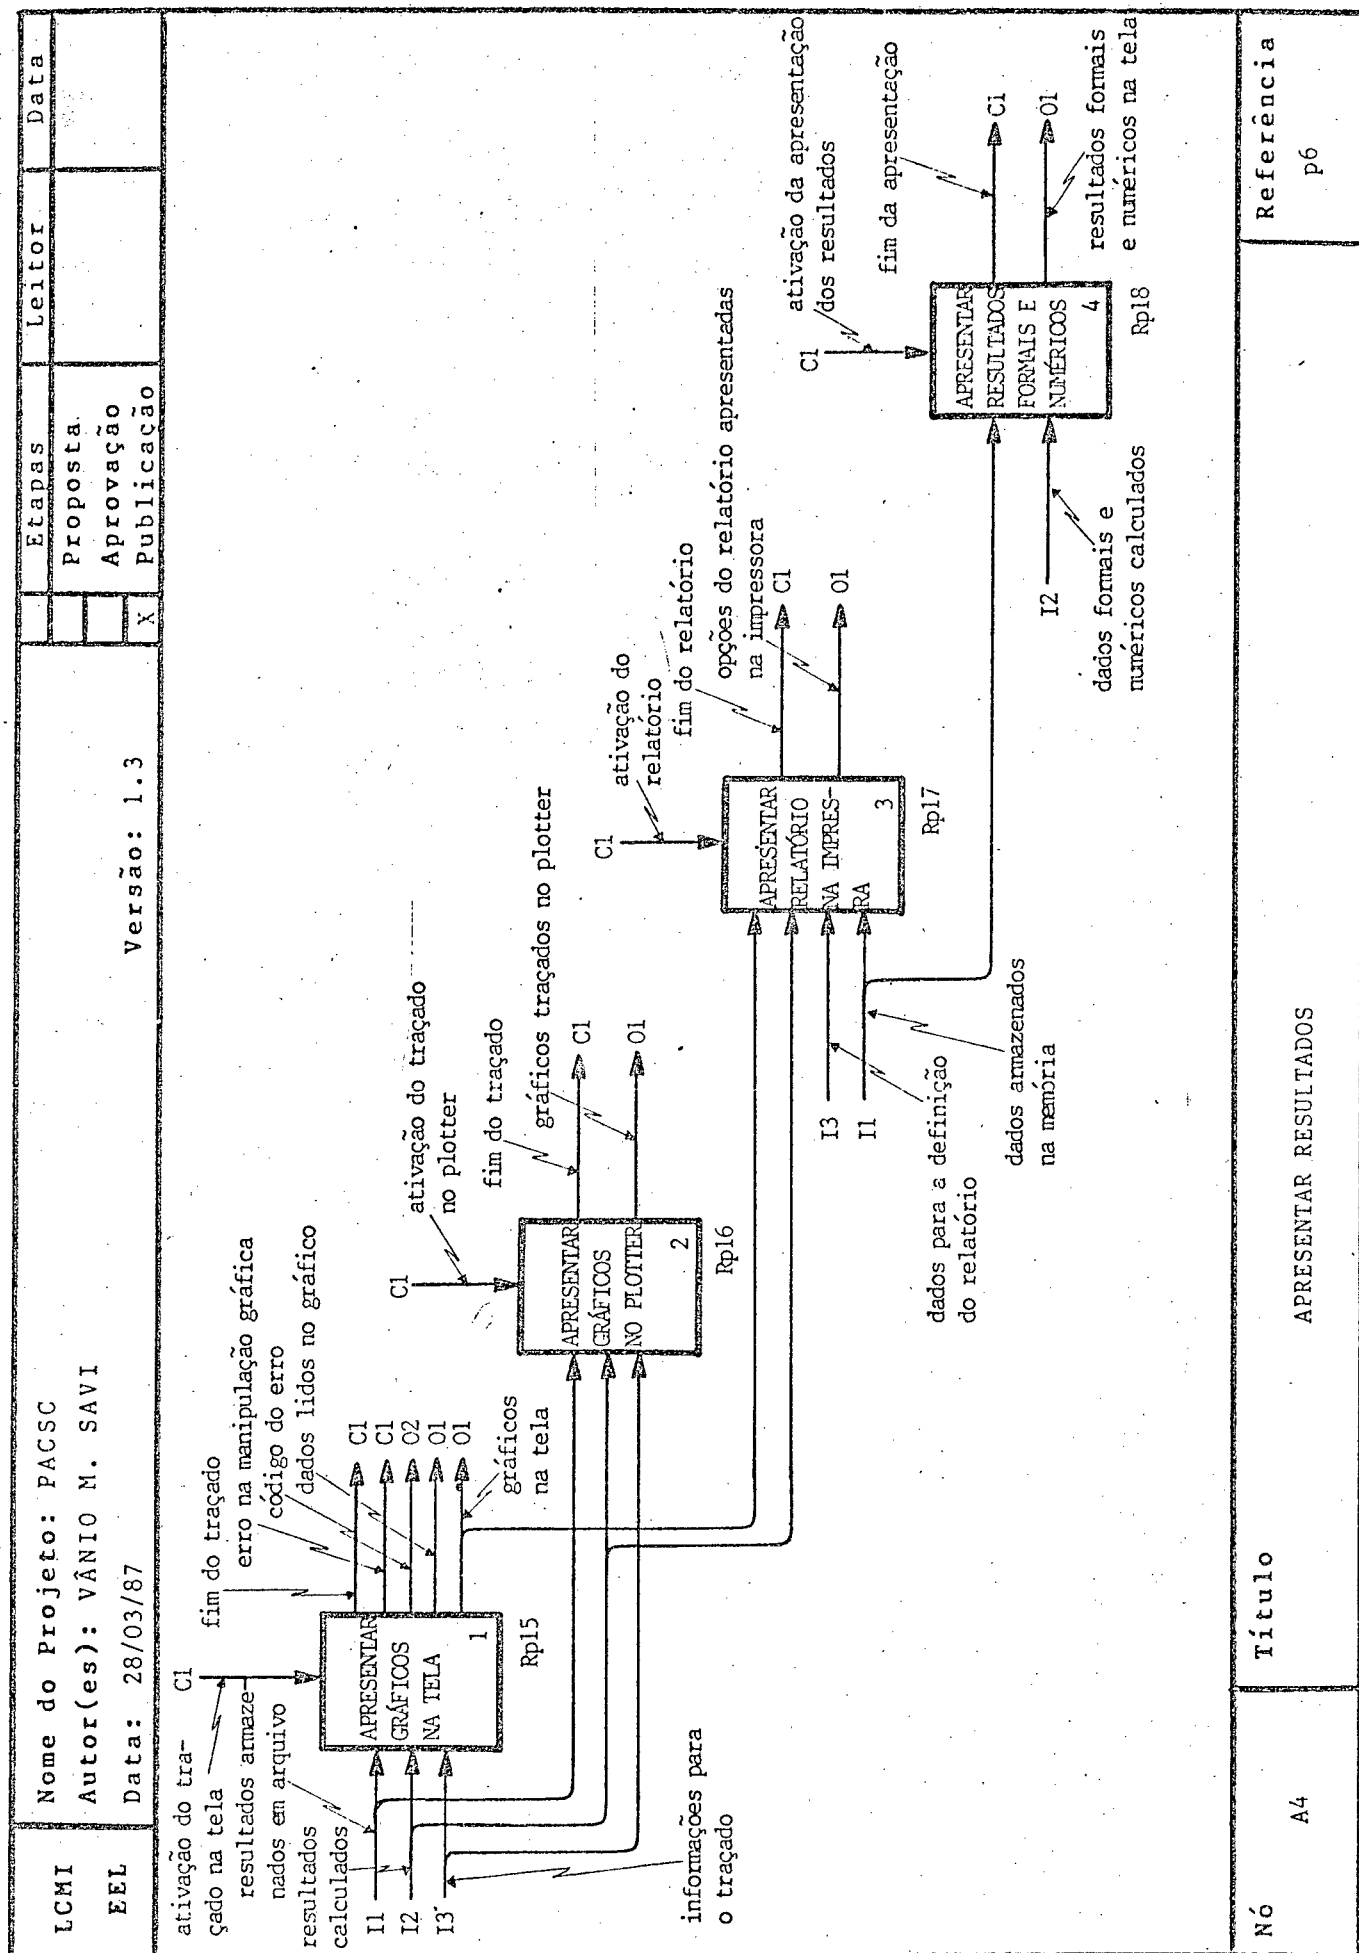 LCMI
EEL
Nome do Projeto: PACSC
Autor(es): VÂNIO M. SAVI
Data: 28/03/87
Versão: 1.3
Etapas
Leitor
Data
Proposta
Aprovação
X
Publicação
ativação do tra-
çado na tela
C1
resultados armaze-
nados em arquivo
resultados
calculados
I1
I2
I3
informações para
o traçado
APRESENTAR
GRÁFICOS
NA TELA
1
Rp15
fim do traçado
erro na manipulação gráfica
código do erro
dados lidos no gráfico
C1
C1
O2
O1
O1
gráficos
na tela
C1
ativação do traçado
no plotter
APRESENTAR
GRÁFICOS
NO PLOTTER
2
Rp16
fim do traçado
gráficos traçados no plotter
C1
O1
C1
ativação do
relatório
APRESENTAR
RELATÓRIO
NA IMPRES-
RA
3
Rp17
fim do relatório
opções do relatório apresentadas
na impressora
C1
O1
I3
I1
dados para a definição
do relatório
dados armazenados
na memória
C1
ativação da apresentação
dos resultados
APRESENTAR
RESULTADOS
FORMAIS E
NUMÉRICOS
4
Rp18
fim da apresentação
C1
O1
resultados formais
e numéricos na tela
I2
dados formais e
numéricos calculados
Nó
A4
Título
APRESENTAR RESULTADOS
Referência
p6